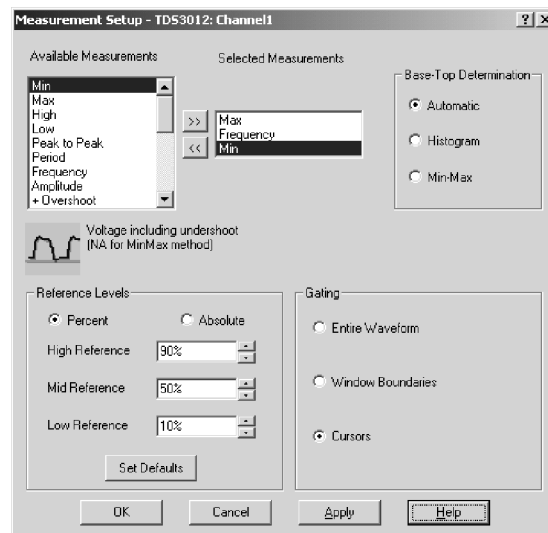 Measurement Setup - TDS3012: Channel1
Available Measurements
Selected Measurements
Min
Max
High
Low
Peak to Peak
Period
Frequency
Amplitude
+ Overshoot
>>
<<
Max
Frequency
Min
Base-Top Determination
Automatic
Histogram
Min-Max
Voltage including undershoot
(NA for MinMax method)
Reference Levels
Percent
Absolute
High Reference
90%
Mid Reference
50%
Low Reference
10%
Set Defaults
Gating
Entire Waveform
Window Boundaries
Cursors
OK
Cancel
Apply
Help